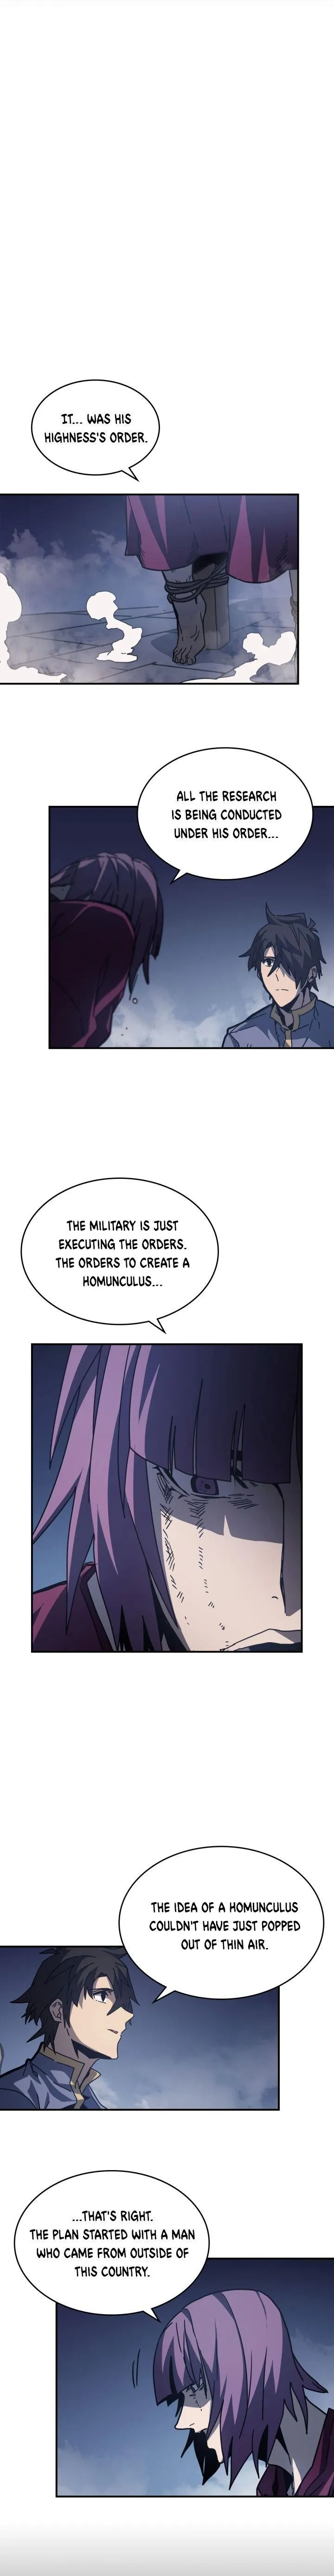 IT... WAS HIS
HIGHNESS'S ORDER.
ALL THE RESEARCH
IS BEING CONDUCTED
UNDER HIS ORDER...
THE MILITARY IS JUST
EXECUTING THE ORDERS.
THE ORDERS TO CREATE A
HOMUNCULUS...
THE IDEA OF A HOMUNCULUS
COULDN'T HAVE JUST POPPED
OUT OF THIN AIR.
...THAT'S RIGHT.
THE PLAN STARTED WITH A MAN
WHO CAME FROM OUTSIDE OF
THIS COUNTRY.